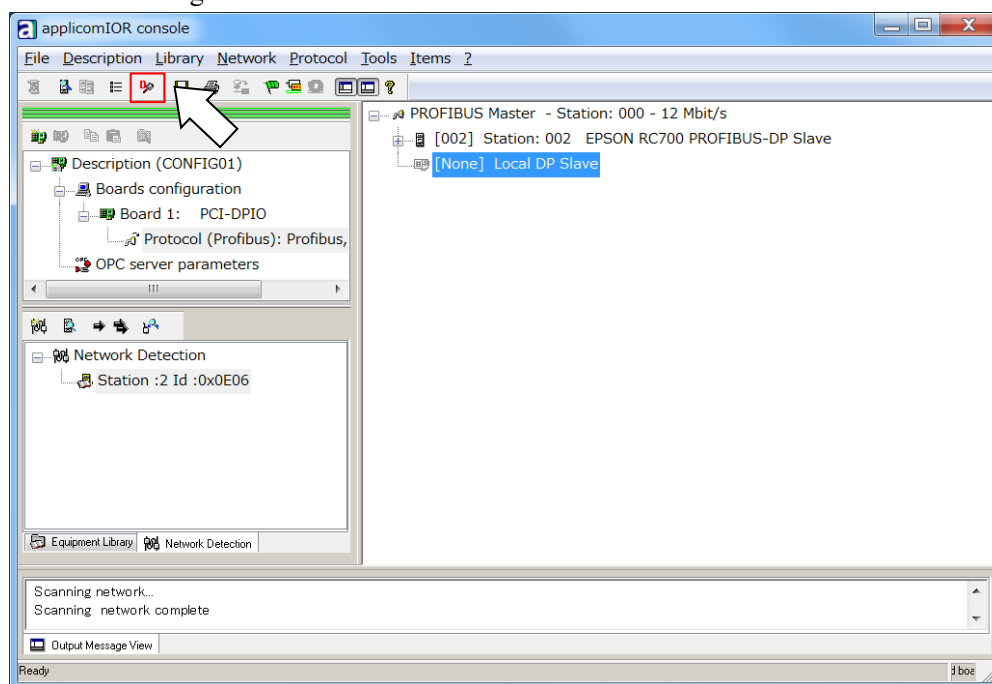 applicomIOR console
File Description Library Network Protocol Tools Items ?
PROFIBUS Master - Station: 000 - 12 Mbit/s
[002] Station: 002 EPSON RC700 PROFIBUS-DP Slave
[None] Local DP Slave
Description (CONFIG01)
Boards configuration
Board 1: PCI-DPIO
Protocol (Profibus): Profibus,
OPC server parameters
Network Detection
Station :2 Id :0x0E06
Equipment Library Network Detection
Scanning network...
Scanning network complete
Output Message View
Ready